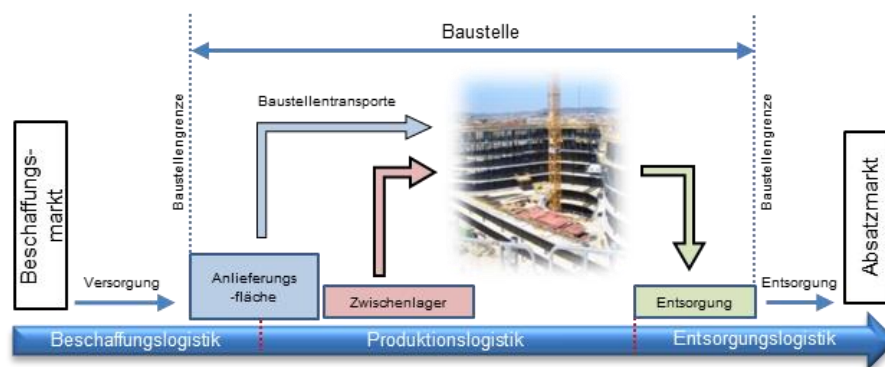 Baustelle
Baustellentransporte
Baustellengrenze
Baustellengrenze
Beschaffungs-
markt
Absatzmarkt
Versorgung
Anlieferungs
-fläche
Zwischenlager
Entsorgung
Entsorgung
Beschaffungslogistik
Produktionslogistik
Entsorgungslogistik